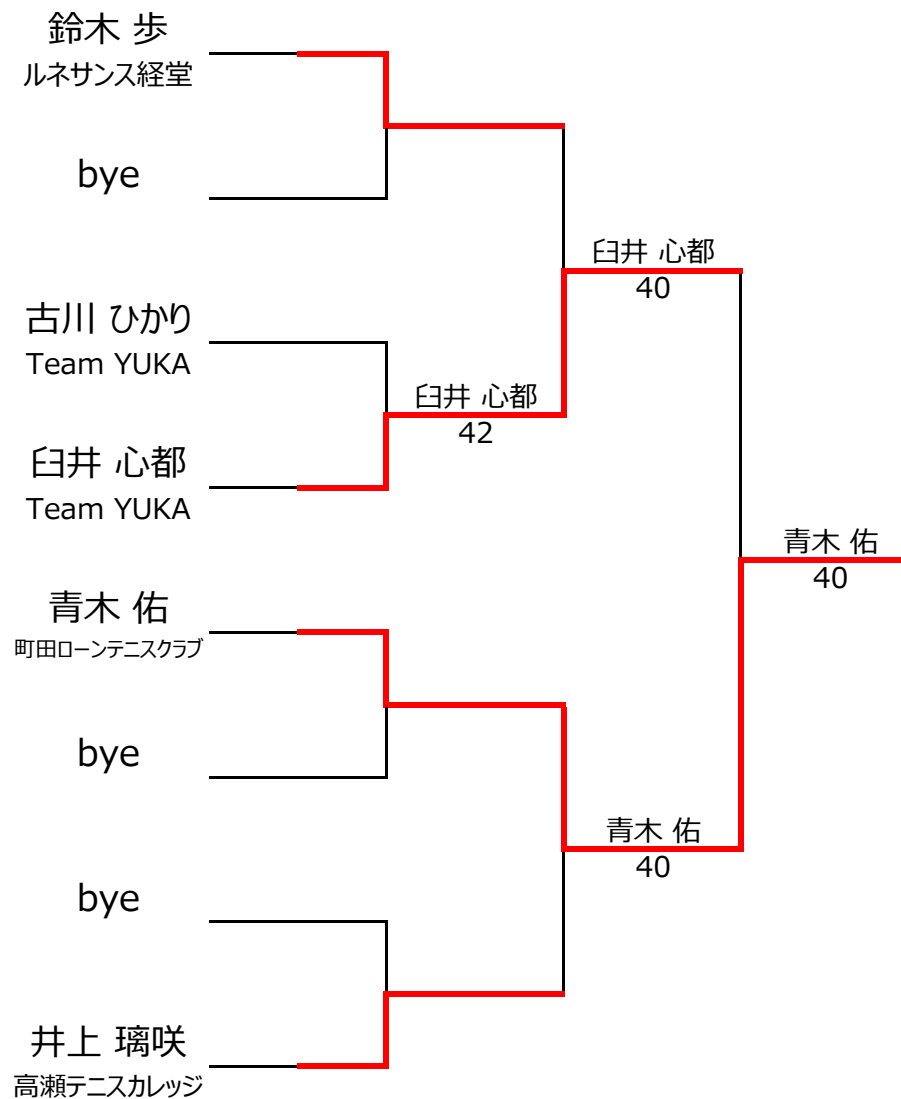 鈴木 歩
ルネサンス経堂
bye
臼井 心都
40
古川 ひかり
Team YUKA
臼井 心都
42
臼井 心都
Team YUKA
青木 佑
40
青木 佑
町田ローンテニスクラブ
bye
青木 佑
40
bye
井上 璃咲
高瀬テニスカレッジ